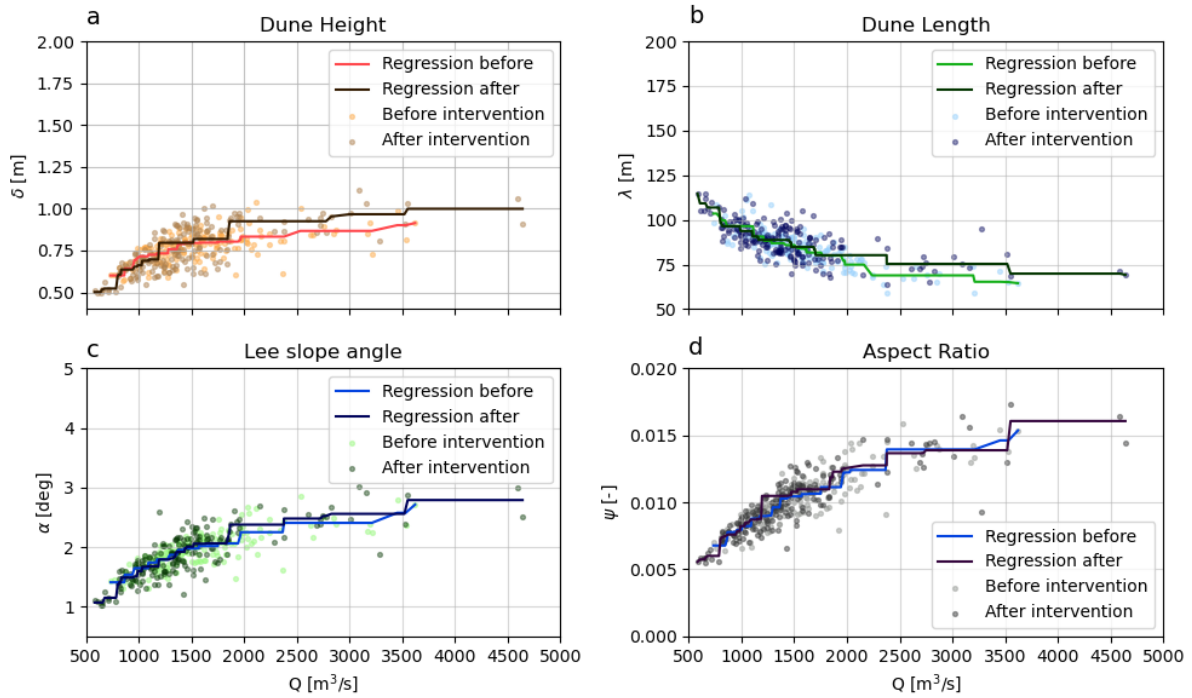 a
Dune Height
2.00
1.75
1.50
1.25
1.00
0.75
0.50
δ [m]
Regression before
Regression after
Before intervention
After intervention
b
Dune Length
200
175
150
125
100
75
50
λ [m]
Regression before
Regression after
Before intervention
After intervention
c
Lee slope angle
5
4
3
2
1
α [deg]
Regression before
Regression after
Before intervention
After intervention
500 1000 1500 2000 2500 3000 3500 4000 4500 5000
Q [m³/s]
d
Aspect Ratio
0.020
0.015
0.010
0.005
0.000
ψ [-]
Regression before
Regression after
Before intervention
After intervention
500 1000 1500 2000 2500 3000 3500 4000 4500 5000
Q [m³/s]